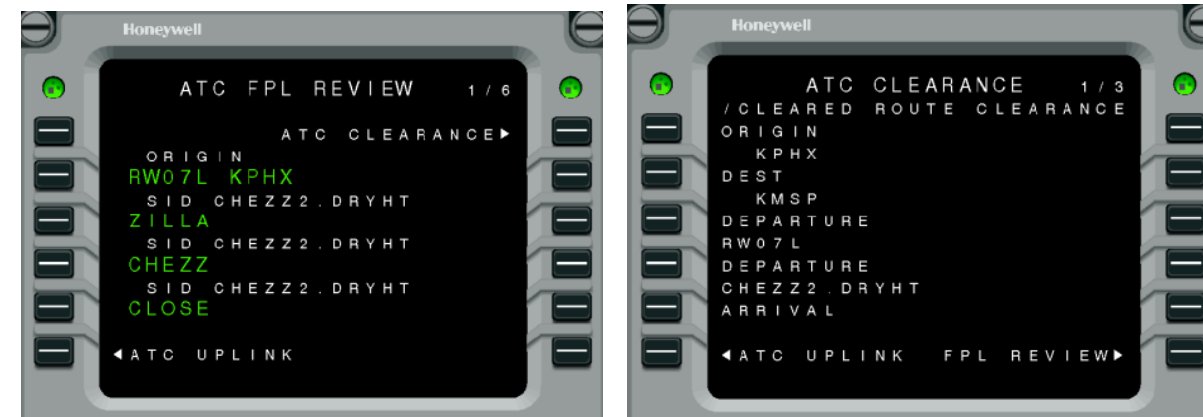 Honeywell
ATC FPL REVIEW 1 / 6
ATC CLEARANCE▶
ORIGIN
RW07L KPHX
SID CHEZZ2.DRYHT
ZILLA
SID CHEZZ2.DRYHT
CHEZZ
SID CHEZZ2.DRYHT
CLOSE
◀ATC UPLINK
Honeywell
ATC CLEARANCE 1 / 3
/CLEARED ROUTE CLEARANCE
ORIGIN
KPHX
DEST
KMSP
DEPARTURE
RW07L
DEPARTURE
CHEZZ2.DRYHT
ARRIVAL
◀ATC UPLINK FPL REVIEW▶